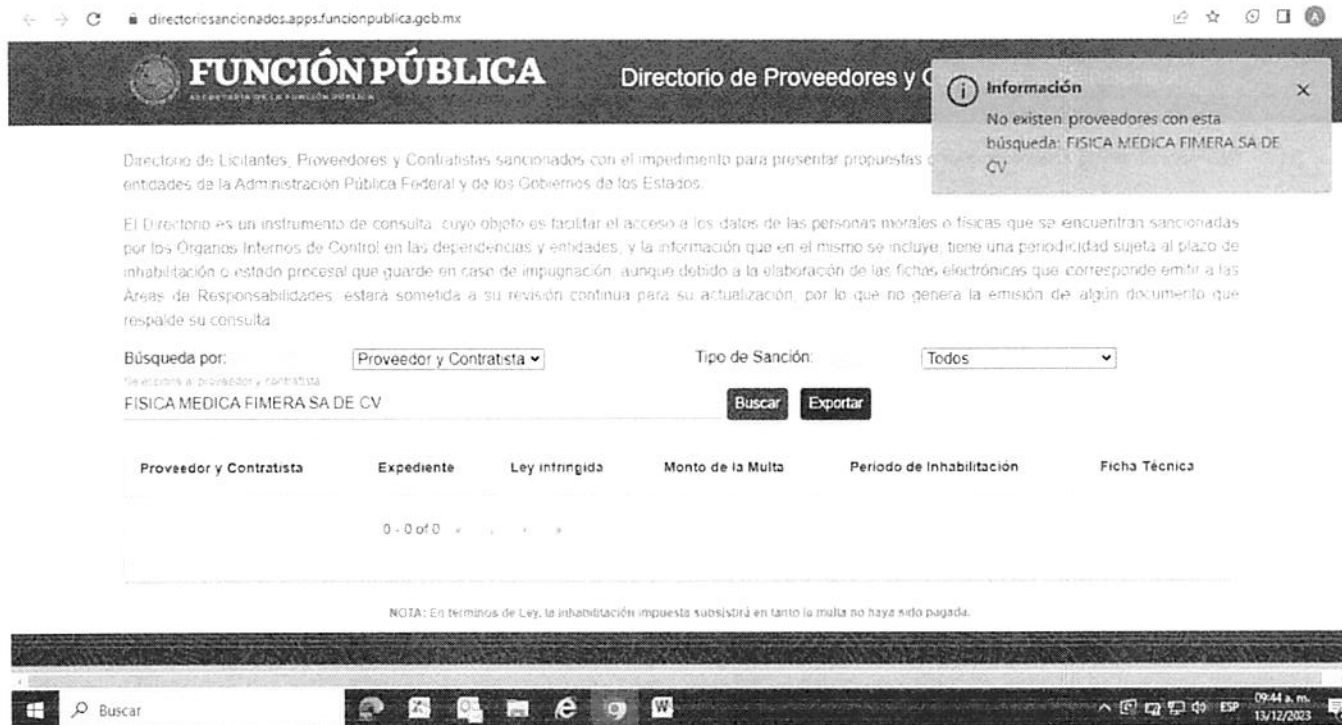 directoriosancionados.apps.funcionpublica.gob.mx
FUNCIÓN PÚBLICA
SECRETARÍA DE LA FUNCIÓN PÚBLICA
Directorio de Proveedores y C
Información
No existen proveedores con esta
búsqueda: FISICA MEDICA FIMERA SA DE
CV
Directorio de Licitantes, Proveedores y Contratistas sancionados con el impedimento para presentar propuestas
entidades de la Administración Pública Federal y de los Gobiernos de los Estados.
El Directorio es un instrumento de consulta, cuyo objeto es facilitar el acceso a los datos de las personas morales o físicas que se encuentran sancionadas
por los Órganos Internos de Control en las dependencias y entidades, y la información que en el mismo se incluye, tiene una periodicidad sujeta al plazo de
inhabilitación o estado procesal que guarde en caso de impugnación, aunque debido a la elaboración de las fichas electrónicas que corresponde emitir a las
Áreas de Responsabilidades, estará sometida a su revisión continua para su actualización, por lo que no genera la emisión de algún documento que
respalde su consulta.
Búsqueda por: Proveedor y Contratista Tipo de Sanción: Todos
Selecciona al proveedor y contratista
FISICA MEDICA FIMERA SA DE CV Buscar Exportar
Proveedor y Contratista Expediente Ley infringida Monto de la Multa Periodo de Inhabilitación Ficha Técnica
0 - 0 of 0
NOTA: En terminos de Ley, la inhabilitación impuesta subsistirá en tanto la multa no haya sido pagada.
Buscar ESP 09:44 a. m.
13/12/2023